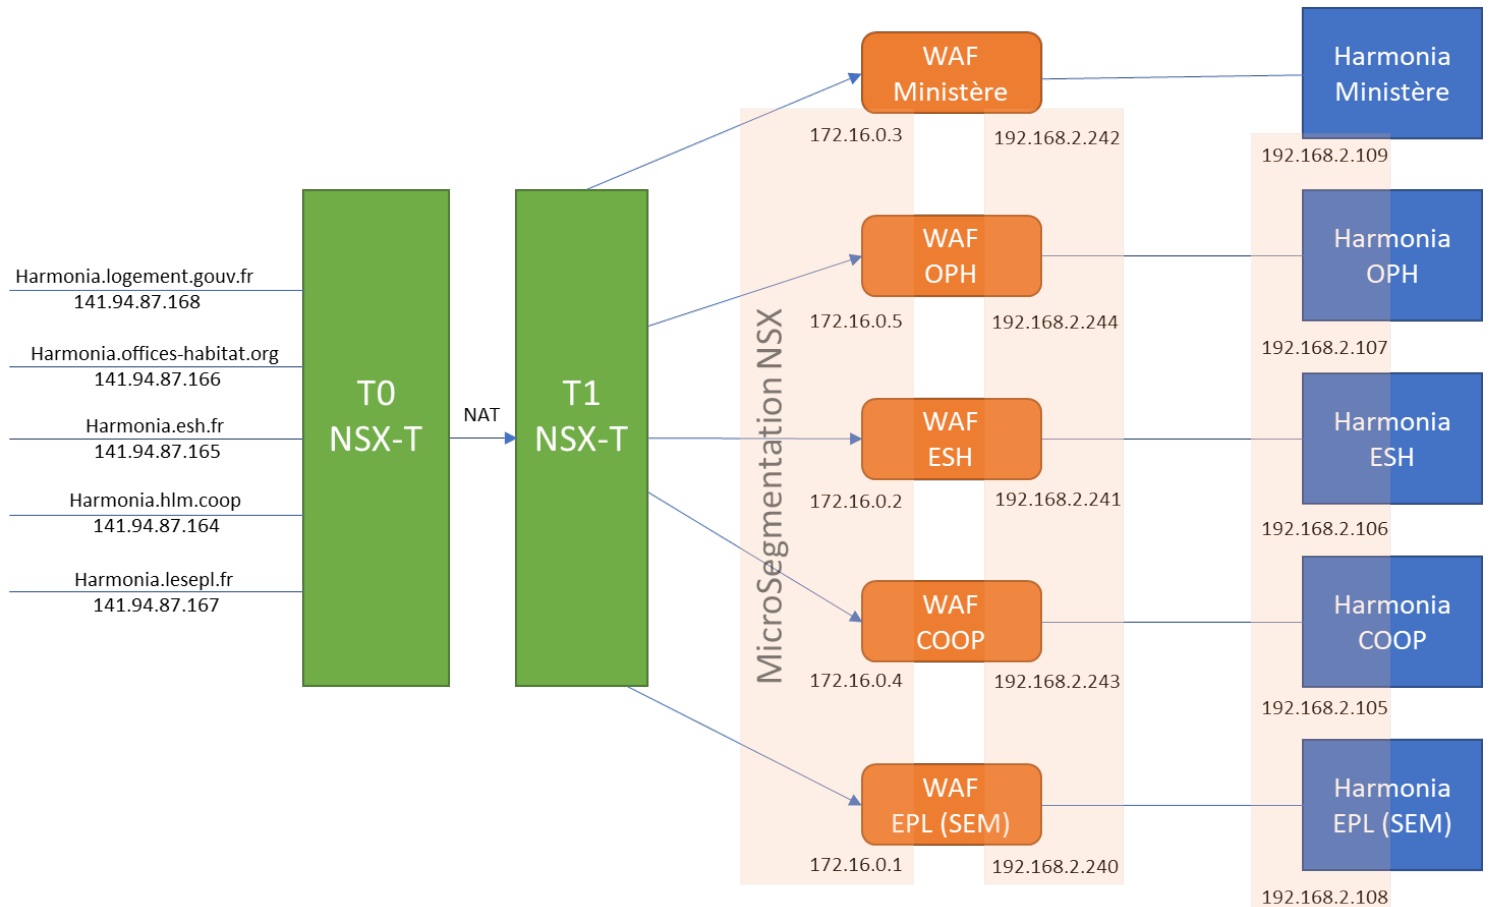 Harmonia.logement.gouv.fr
141.94.87.168
Harmonia.offices-habitat.org
141.94.87.166
Harmonia.esh.fr
141.94.87.165
Harmonia.hlm.coop
141.94.87.164
Harmonia.lesepl.fr
141.94.87.167
T0
NSX-T
NAT
T1
NSX-T
MicroSegmentation NSX
WAF
Ministère
172.16.0.3
192.168.2.242
Harmonia
Ministère
192.168.2.109
WAF
OPH
172.16.0.5
192.168.2.244
Harmonia
OPH
192.168.2.107
WAF
ESH
172.16.0.2
192.168.2.241
Harmonia
ESH
192.168.2.106
WAF
COOP
172.16.0.4
192.168.2.243
Harmonia
COOP
192.168.2.105
WAF
EPL (SEM)
172.16.0.1
192.168.2.240
Harmonia
EPL (SEM)
192.168.2.108